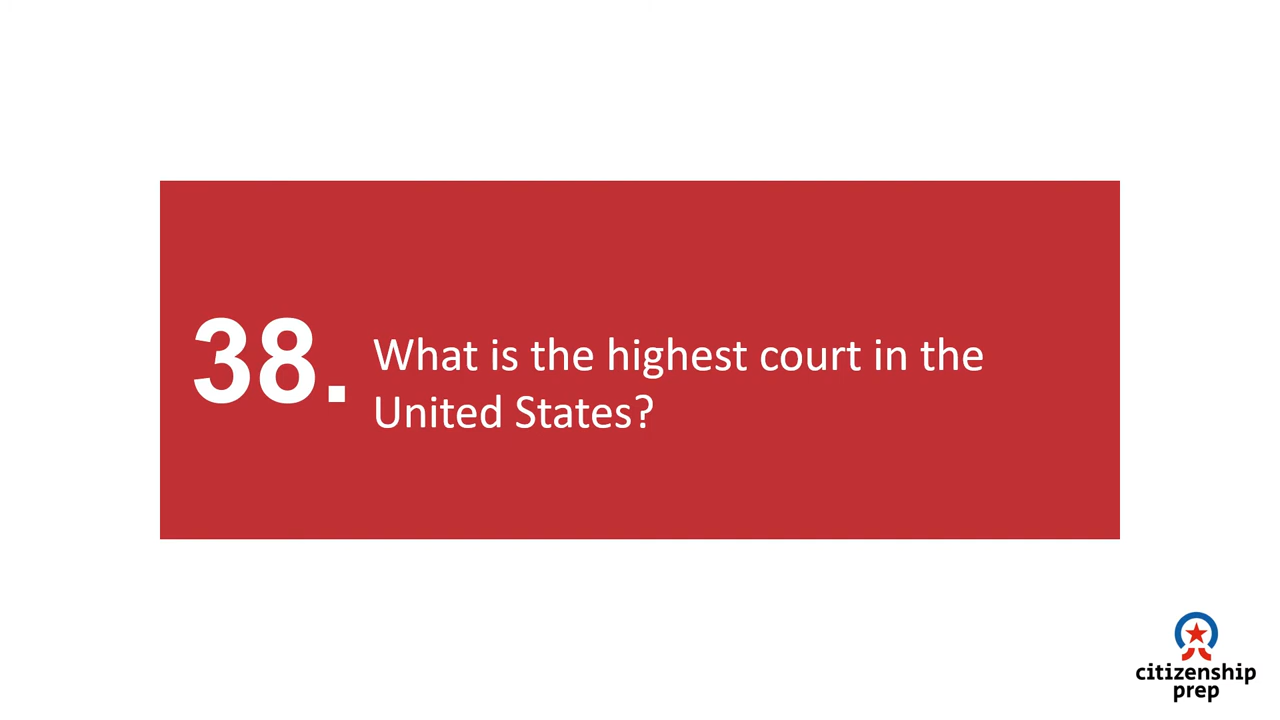 38.
What is the highest court in the
United States?
citizenship
prep